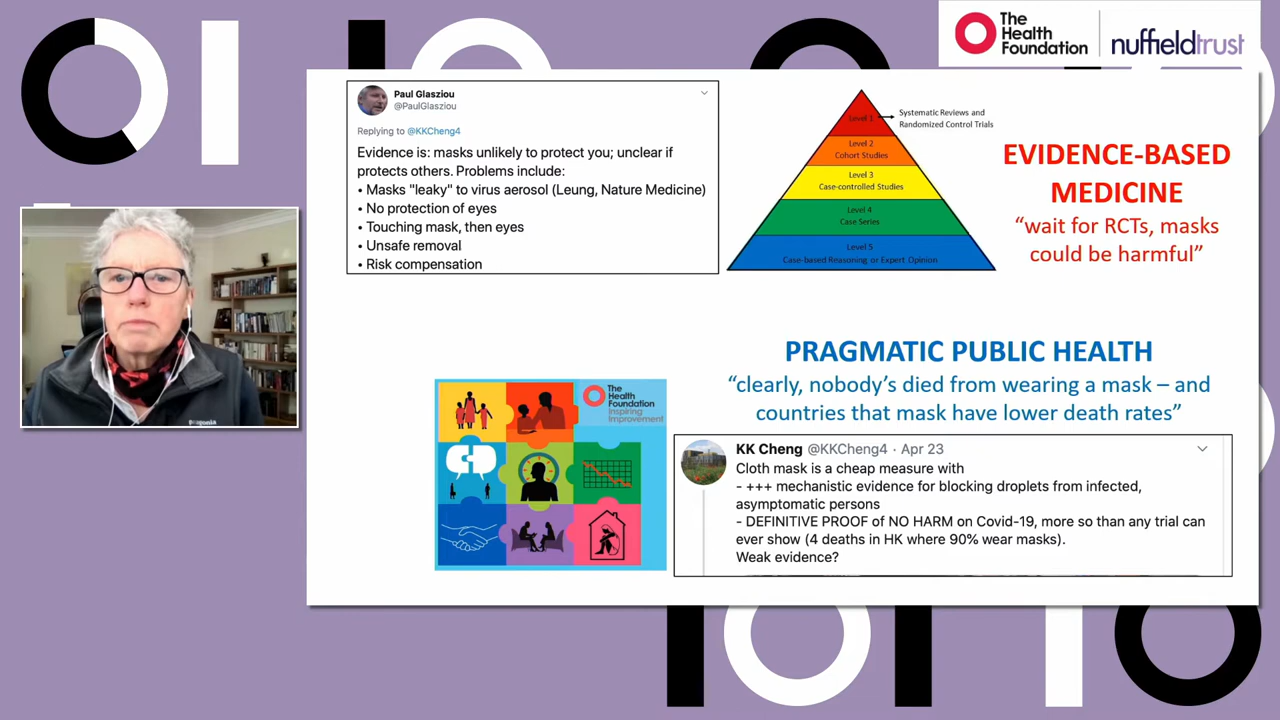 The
Health
Foundation
nuffieldtrust
Paul Glasziou
@PaulGlasziou
Replying to @KKCheng4
Evidence is: masks unlikely to protect you; unclear if
protects others. Problems include:
• Masks "leaky" to virus aerosol (Leung, Nature Medicine)
• No protection of eyes
• Touching mask, then eyes
• Unsafe removal
• Risk compensation
Level 1
Systematic Reviews and
Randomized Control Trials
Level 2
Cohort Studies
Level 3
Case-controlled Studies
Level 4
Case Series
Level 5
Case-based Reasoning or Expert Opinion
EVIDENCE-BASED
MEDICINE
“wait for RCTs, masks
could be harmful”
PRAGMATIC PUBLIC HEALTH
“clearly, nobody’s died from wearing a mask – and
countries that mask have lower death rates”
The
Health
Foundation
Inspiring
Improvement
KK Cheng @KKCheng4 · Apr 23
Cloth mask is a cheap measure with
- +++ mechanistic evidence for blocking droplets from infected,
asymptomatic persons
- DEFINITIVE PROOF of NO HARM on Covid-19, more so than any trial can
ever show (4 deaths in HK where 90% wear masks).
Weak evidence?
patagonia